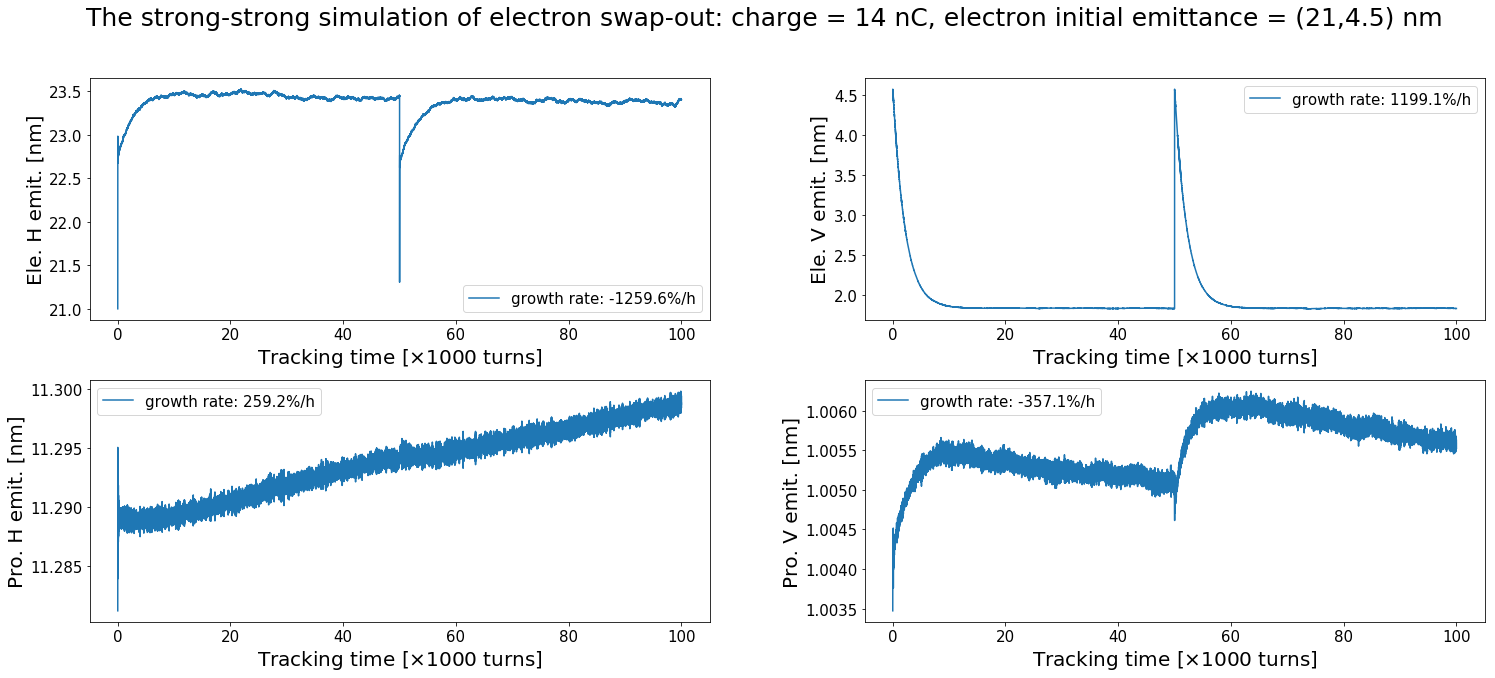 The strong-strong simulation of electron swap-out: charge = 14 nC, electron initial emittance = (21,4.5) nm
Ele. H emit. [nm]
23.5
23.0
22.5
22.0
21.5
21.0
growth rate: -1259.6%/h
0 20 40 60 80 100
Tracking time [×1000 turns]
Ele. V emit. [nm]
4.5
4.0
3.5
3.0
2.5
2.0
growth rate: 1199.1%/h
0 20 40 60 80 100
Tracking time [×1000 turns]
Pro. H emit. [nm]
11.300
11.295
11.290
11.285
growth rate: 259.2%/h
0 20 40 60 80 100
Tracking time [×1000 turns]
Pro. V emit. [nm]
1.0060
1.0055
1.0050
1.0045
1.0040
1.0035
growth rate: -357.1%/h
0 20 40 60 80 100
Tracking time [×1000 turns]